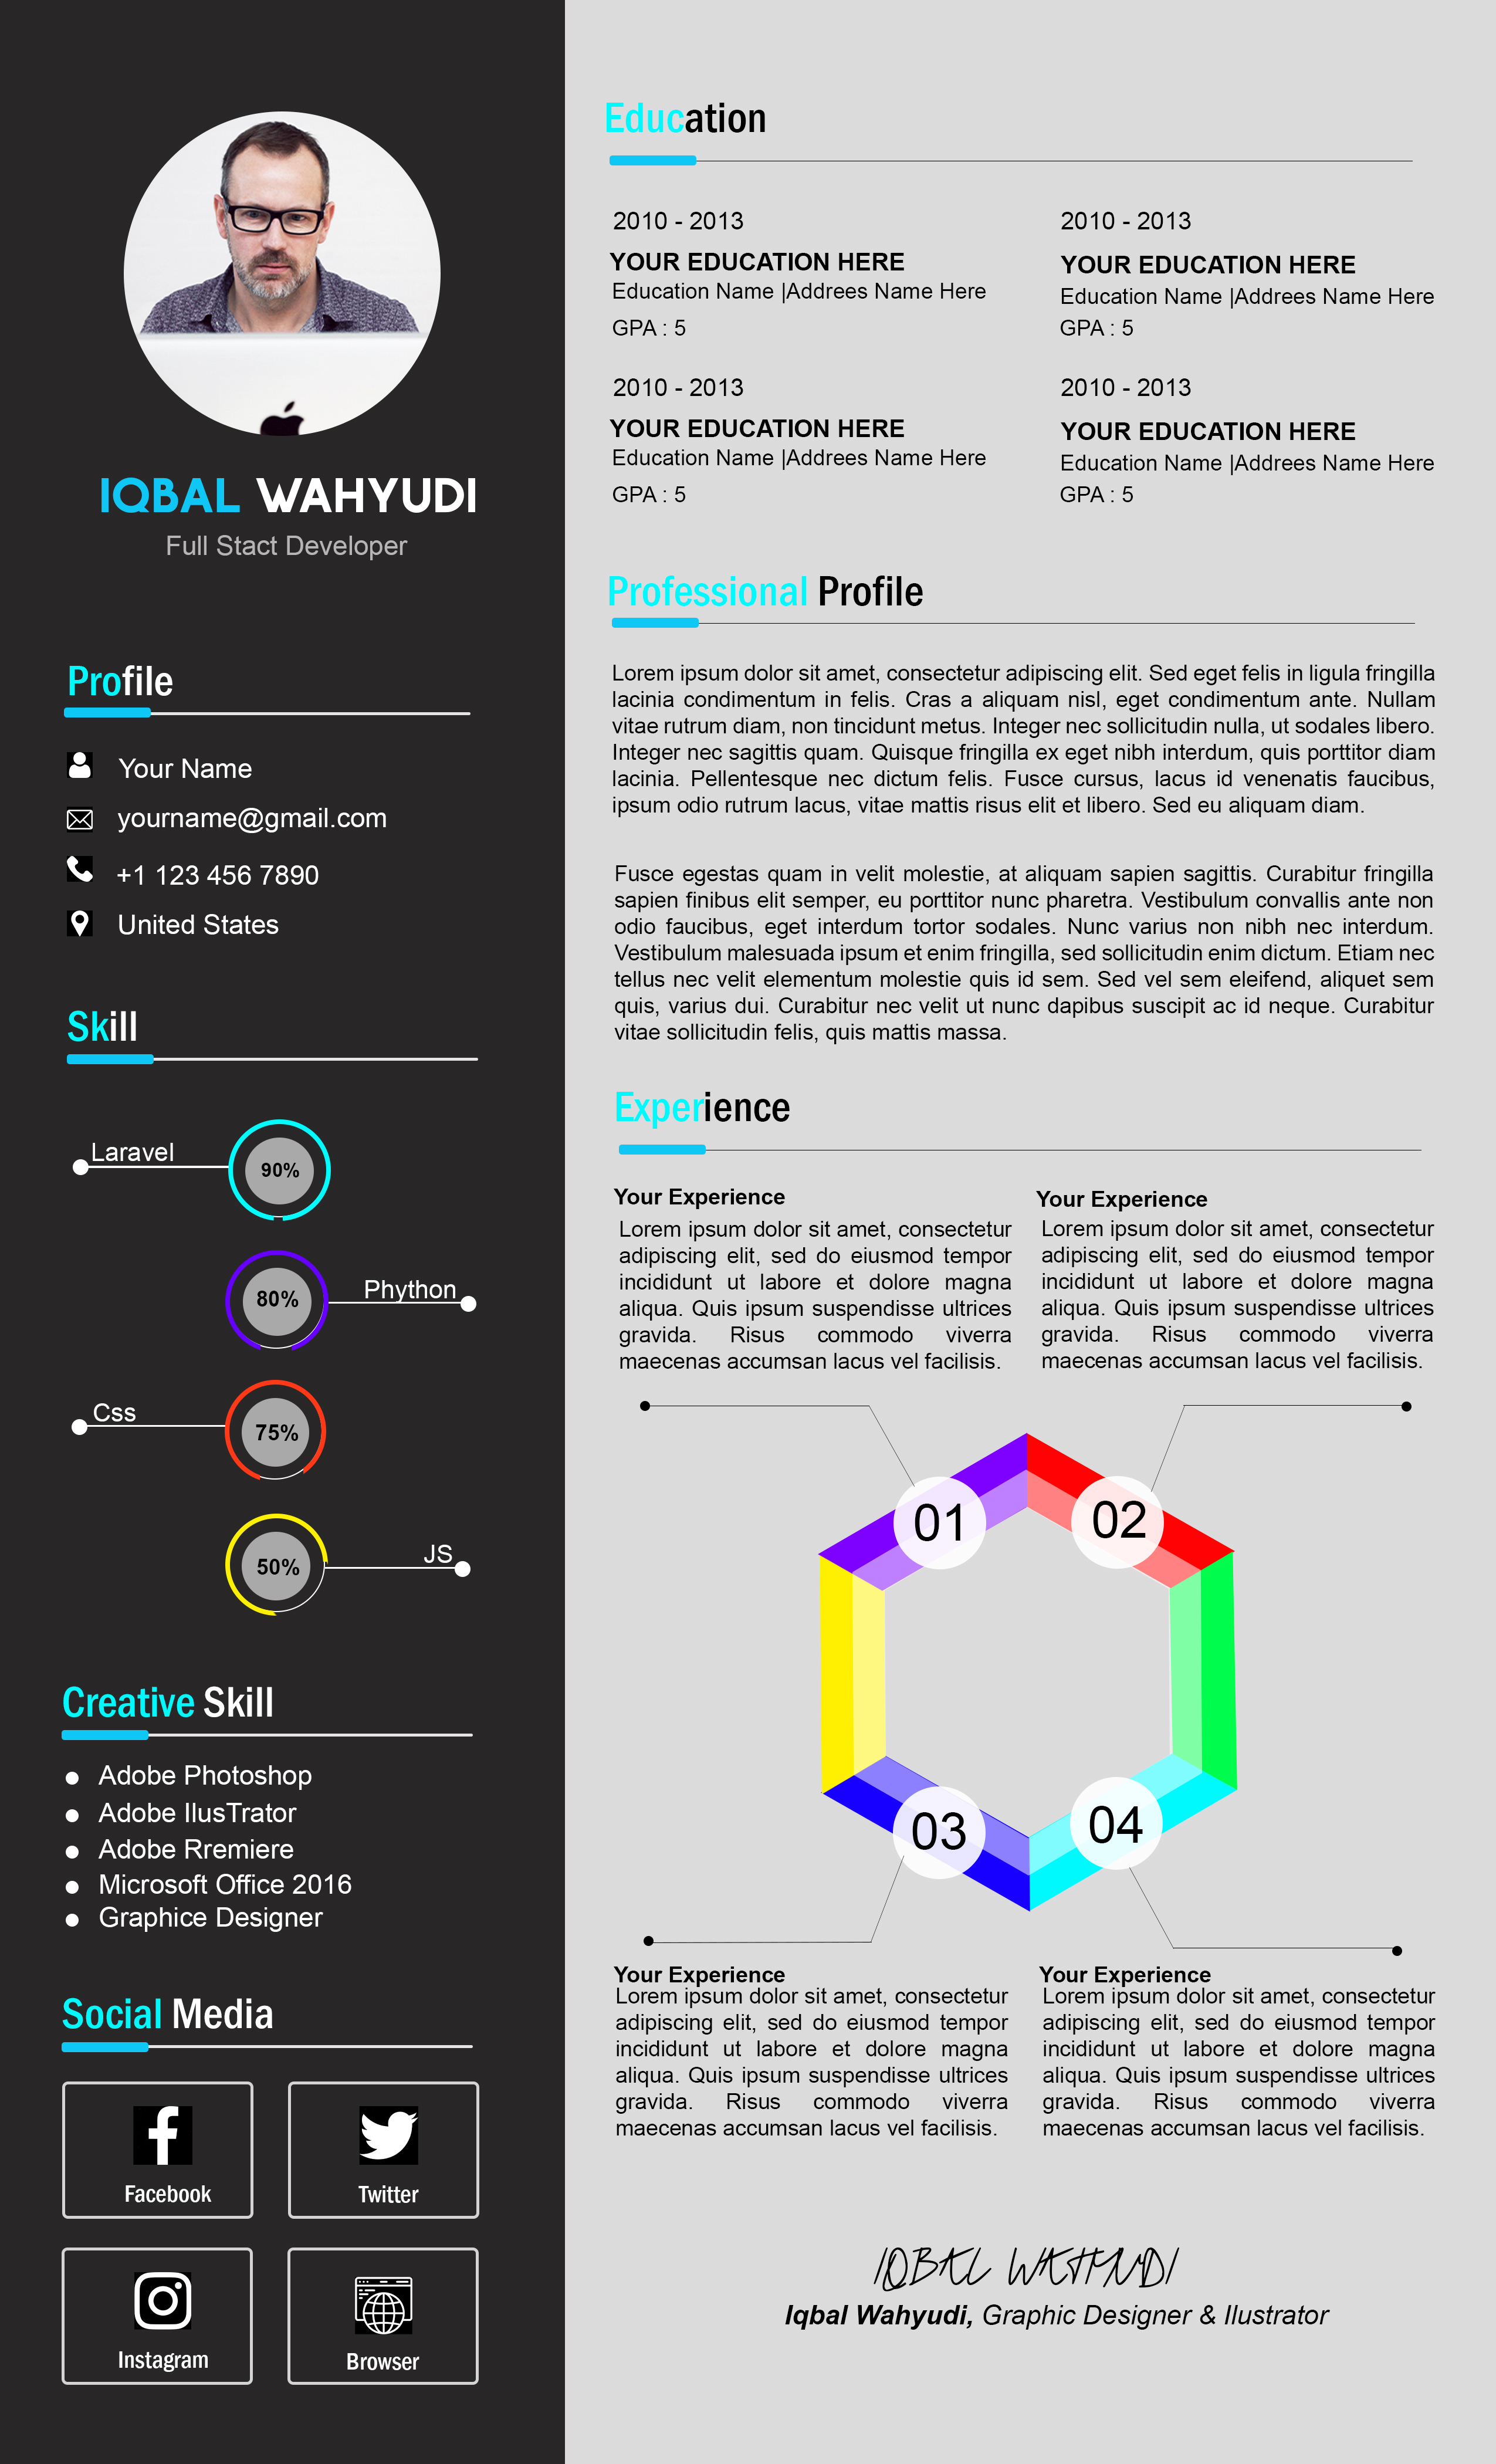 IQBAL WAHYUDI
Full Stact Developer
Profile
Your Name
yourname@gmail.com
+1 123 456 7890
United States
Skill
Laravel
90%
80%
Phython
Css
75%
50%
JS
Creative Skill
Adobe Photoshop
Adobe IlusTrator
Adobe Rremiere
Microsoft Office 2016
Graphice Designer
Social Media
Facebook
Twitter
Instagram
Browser
Education
2010 - 2013
YOUR EDUCATION HERE
Education Name |Addrees Name Here
GPA : 5
2010 - 2013
YOUR EDUCATION HERE
Education Name |Addrees Name Here
GPA : 5
2010 - 2013
YOUR EDUCATION HERE
Education Name |Addrees Name Here
GPA : 5
2010 - 2013
YOUR EDUCATION HERE
Education Name |Addrees Name Here
GPA : 5
Professional Profile
Lorem ipsum dolor sit amet, consectetur adipiscing elit. Sed eget felis in ligula fringilla
lacinia condimentum in felis. Cras a aliquam nisl, eget condimentum ante. Nullam
vitae rutrum diam, non tincidunt metus. Integer nec sollicitudin nulla, ut sodales libero.
Integer nec sagittis quam. Quisque fringilla ex eget nibh interdum, quis porttitor diam
lacinia. Pellentesque nec dictum felis. Fusce cursus, lacus id venenatis faucibus,
ipsum odio rutrum lacus, vitae mattis risus elit et libero. Sed eu aliquam diam.
Fusce egestas quam in velit molestie, at aliquam sapien sagittis. Curabitur fringilla
sapien finibus elit semper, eu porttitor nunc pharetra. Vestibulum convallis ante non
odio faucibus, eget interdum tortor sodales. Nunc varius non nibh nec interdum.
Vestibulum malesuada ipsum et enim fringilla, sed sollicitudin enim dictum. Etiam nec
tellus nec velit elementum molestie quis id sem. Sed vel sem eleifend, aliquet sem
quis, varius dui. Curabitur nec velit ut nunc dapibus suscipit ac id neque. Curabitur
vitae sollicitudin felis, quis mattis massa.
Experience
Your Experience
Lorem ipsum dolor sit amet, consectetur
adipiscing elit, sed do eiusmod tempor
incididunt ut labore et dolore magna
aliqua. Quis ipsum suspendisse ultrices
gravida. Risus commodo viverra
maecenas accumsan lacus vel facilisis.
Your Experience
Lorem ipsum dolor sit amet, consectetur
adipiscing elit, sed do eiusmod tempor
incididunt ut labore et dolore magna
aliqua. Quis ipsum suspendisse ultrices
gravida. Risus commodo viverra
maecenas accumsan lacus vel facilisis.
01
02
03
04
Your Experience
Lorem ipsum dolor sit amet, consectetur
adipiscing elit, sed do eiusmod tempor
incididunt ut labore et dolore magna
aliqua. Quis ipsum suspendisse ultrices
gravida. Risus commodo viverra
maecenas accumsan lacus vel facilisis.
Your Experience
Lorem ipsum dolor sit amet, consectetur
adipiscing elit, sed do eiusmod tempor
incididunt ut labore et dolore magna
aliqua. Quis ipsum suspendisse ultrices
gravida. Risus commodo viverra
maecenas accumsan lacus vel facilisis.
IQBAL WAHYUDI
Iqbal Wahyudi, Graphic Designer & Ilustrator